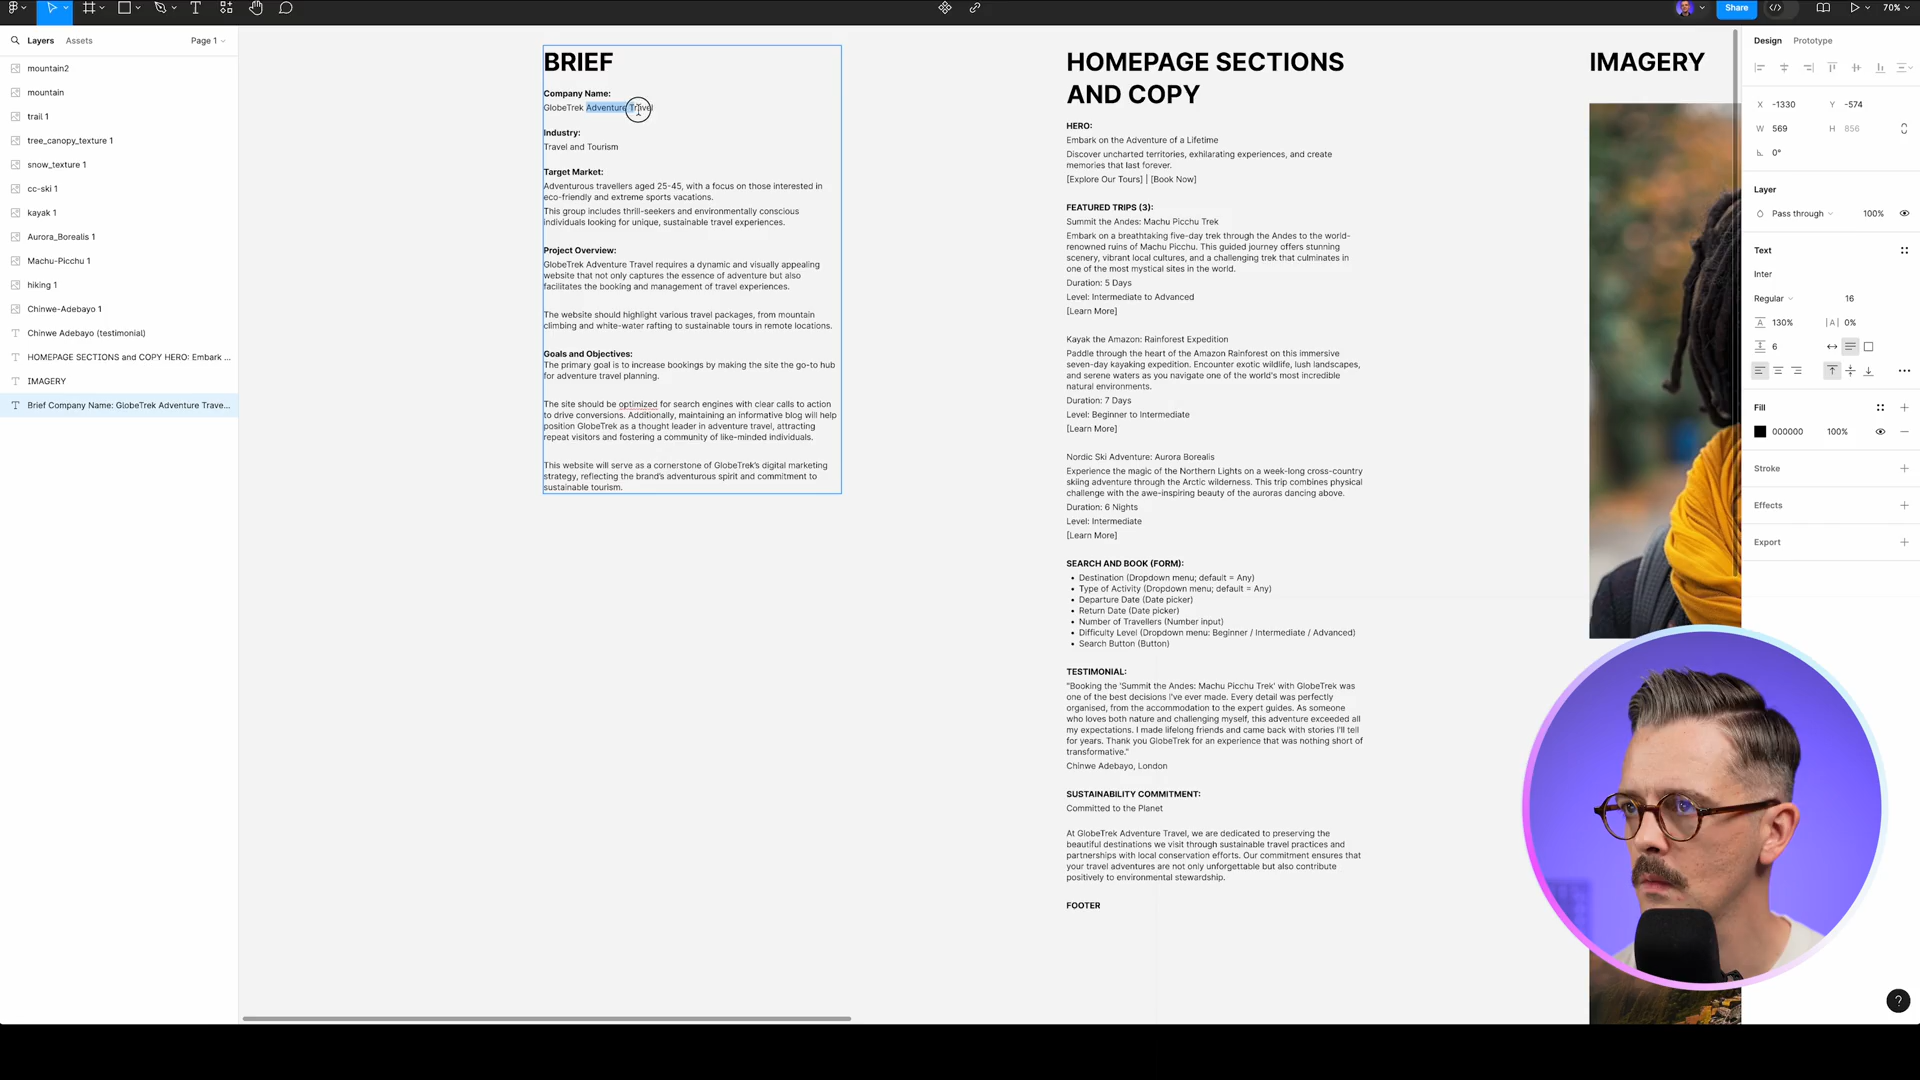 Share
70%
Layers
Assets
Page 1
mountain2
mountain
trail 1
tree_canopy_texture 1
snow_texture 1
cc-ski 1
kayak 1
Aurora_Borealis 1
Machu-Picchu 1
hiking 1
Chinwe-Adebayo 1
Chinwe Adebayo (testimonial)
HOMEPAGE SECTIONS and COPY HERO: Embark ...
IMAGERY
Brief Company Name: GlobeTrek Adventure Trave...
BRIEF
Company Name:
GlobeTrek Adventure Travel
Industry:
Travel and Tourism
Target Market:
Adventurous travellers aged 25-45, with a focus on those interested in
eco-friendly and extreme sports vacations.
This group includes thrill-seekers and environmentally conscious
individuals looking for unique, sustainable travel experiences.
Project Overview:
GlobeTrek Adventure Travel requires a dynamic and visually appealing
website that not only captures the essence of adventure but also
facilitates the booking and management of travel experiences.
The website should highlight various travel packages, from mountain
climbing and white-water rafting to sustainable tours in remote locations.
Goals and Objectives:
The primary goal is to increase bookings by making the site the go-to hub
for adventure travel planning.
The site should be optimized for search engines with clear calls to action
to drive conversions. Additionally, maintaining an informative blog will help
position GlobeTrek as a thought leader in adventure travel, attracting
repeat visitors and fostering a community of like-minded individuals.
This website will serve as a cornerstone of GlobeTrek's digital marketing
strategy, reflecting the brand's adventurous spirit and commitment to
sustainable tourism.
HOMEPAGE SECTIONS
AND COPY
HERO:
Embark on the Adventure of a Lifetime
Discover uncharted territories, exhilarating experiences, and create
memories that last forever.
[Explore Our Tours] | [Book Now]
FEATURED TRIPS (3):
Summit the Andes: Machu Picchu Trek
Embark on a breathtaking five-day trek through the Andes to the world-
renowned ruins of Machu Picchu. This guided journey offers stunning
scenery, vibrant local cultures, and a challenging trek that culminates in
one of the most mystical sites in the world.
Duration: 5 Days
Level: Intermediate to Advanced
[Learn More]
Kayak the Amazon: Rainforest Expedition
Paddle through the heart of the Amazon Rainforest on this immersive
seven-day kayaking expedition. Encounter exotic wildlife, lush landscapes,
and serene waters as you navigate one of the world's most incredible
natural environments.
Duration: 7 Days
Level: Beginner to Intermediate
[Learn More]
Nordic Ski Adventure: Aurora Borealis
Experience the magic of the Northern Lights on a week-long cross-country
skiing adventure through the Arctic wilderness. This trip combines physical
challenge with the awe-inspiring beauty of the auroras dancing above.
Duration: 6 Nights
Level: Intermediate
[Learn More]
SEARCH AND BOOK (FORM):
• Destination (Dropdown menu; default = Any)
• Type of Activity (Dropdown menu; default = Any)
• Departure Date (Date picker)
• Return Date (Date picker)
• Number of Travellers (Number input)
• Difficulty Level (Dropdown menu: Beginner / Intermediate / Advanced)
• Search Button (Button)
TESTIMONIAL:
"Booking the 'Summit the Andes: Machu Picchu Trek' with GlobeTrek was
one of the best decisions I've ever made. Every detail was perfectly
organised, from the accommodation to the expert guides. As someone
who loves both nature and challenging myself, this adventure exceeded all
my expectations. I made lifelong friends and came back with stories I'll tell
for years. Thank you GlobeTrek for an experience that was nothing short of
transformative."
Chinwe Adebayo, London
SUSTAINABILITY COMMITMENT:
Committed to the Planet
At GlobeTrek Adventure Travel, we are dedicated to preserving the
beautiful destinations we visit through sustainable travel practices and
partnerships with local conservation efforts. Our commitment ensures that
your travel adventures are not only unforgettable but also contribute
positively to environmental stewardship.
FOOTER
IMAGERY
Design
Prototype
X -1330 Y -574
W 569 H 856
0°
Layer
Pass through 100%
Text
Inter
Regular 16
130% |A| 0%
6
Fill
000000 100%
Stroke
Effects
Export
?